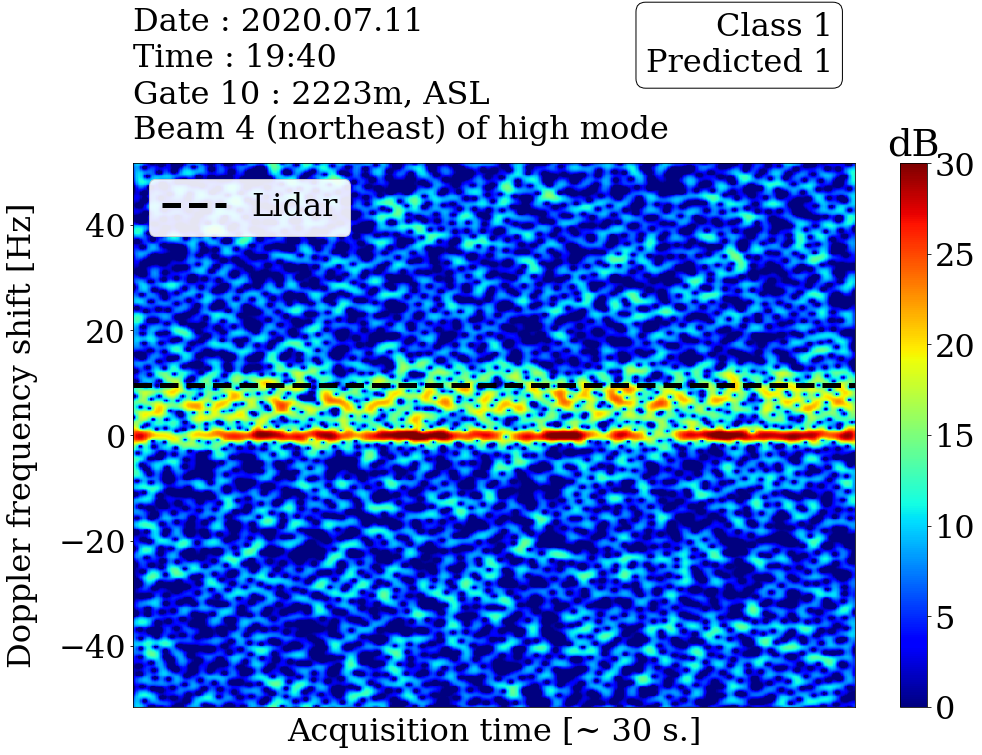 Date : 2020.07.11
Time : 19:40
Gate 10 : 2223m, ASL
Beam 4 (northeast) of high mode
Class 1
Predicted 1
dB
Lidar
Doppler frequency shift [Hz]
40
20
0
−20
−40
Acquisition time [~ 30 s.]
30
25
20
15
10
5
0